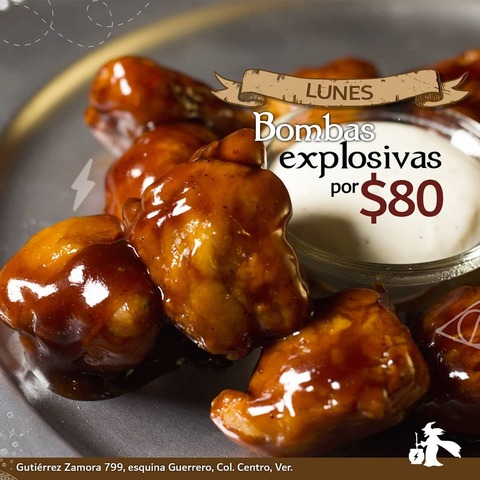 LUNES
Bombas
explosivas
por $80
Gutiérrez Zamora 799, esquina Guerrero, Col. Centro, Ver.